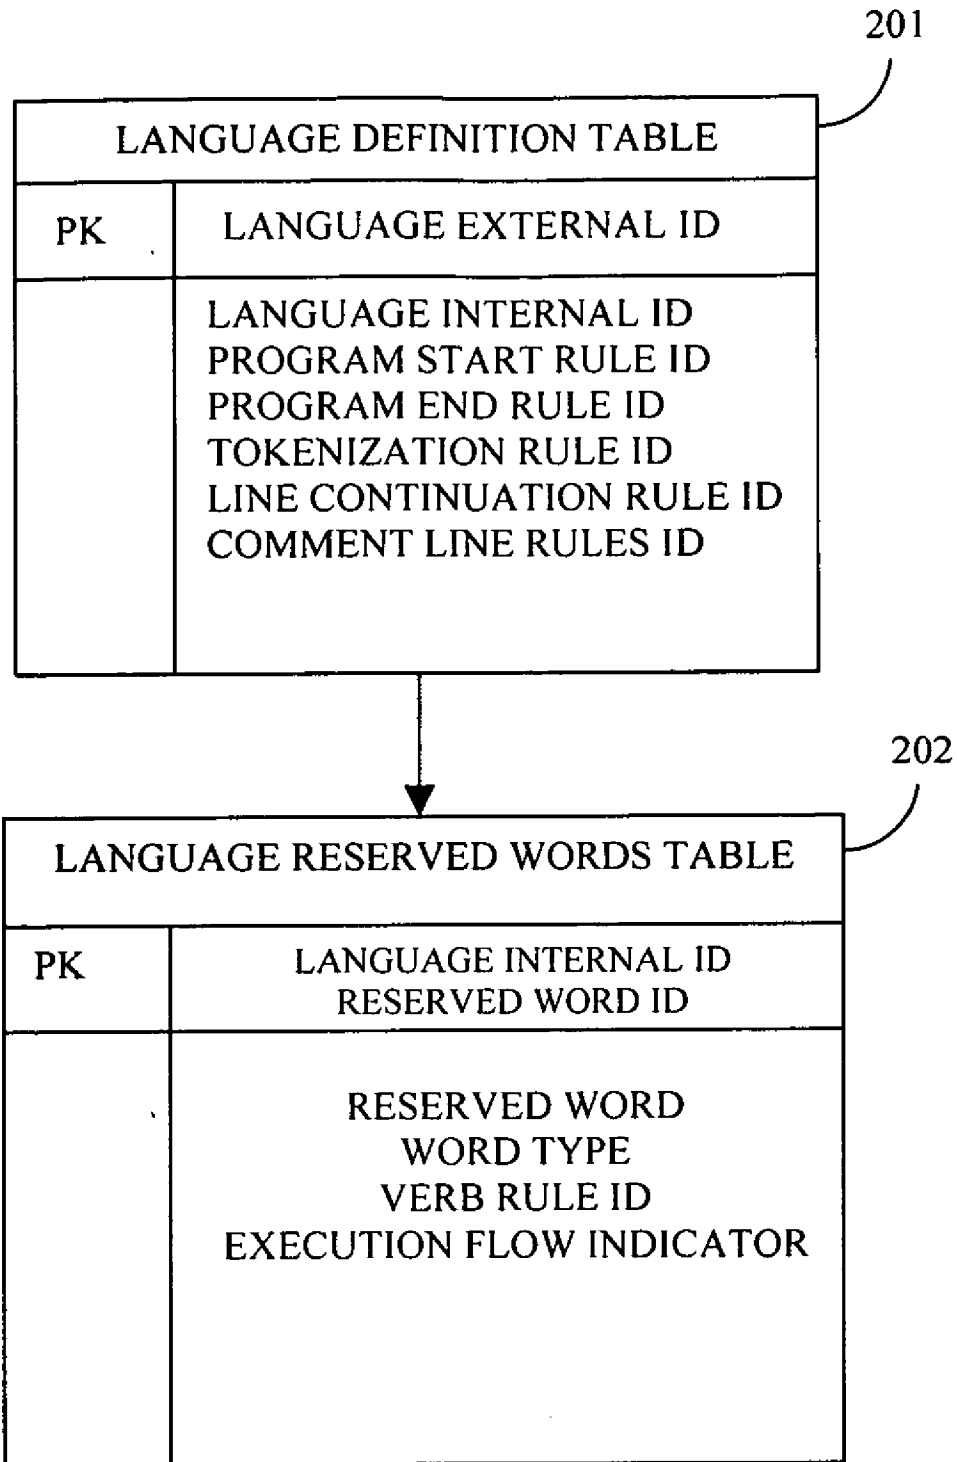 201
LANGUAGE DEFINITION TABLE
PK LANGUAGE EXTERNAL ID
LANGUAGE INTERNAL ID
PROGRAM START RULE ID
PROGRAM END RULE ID
TOKENIZATION RULE ID
LINE CONTINUATION RULE ID
COMMENT LINE RULES ID
202
LANGUAGE RESERVED WORDS TABLE
PK LANGUAGE INTERNAL ID
RESERVED WORD ID
RESERVED WORD
WORD TYPE
VERB RULE ID
EXECUTION FLOW INDICATOR